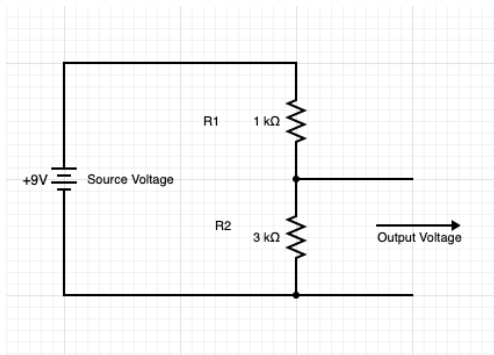 R1
1 kΩ
+9V
Source Voltage
R2
3 kΩ
Output Voltage